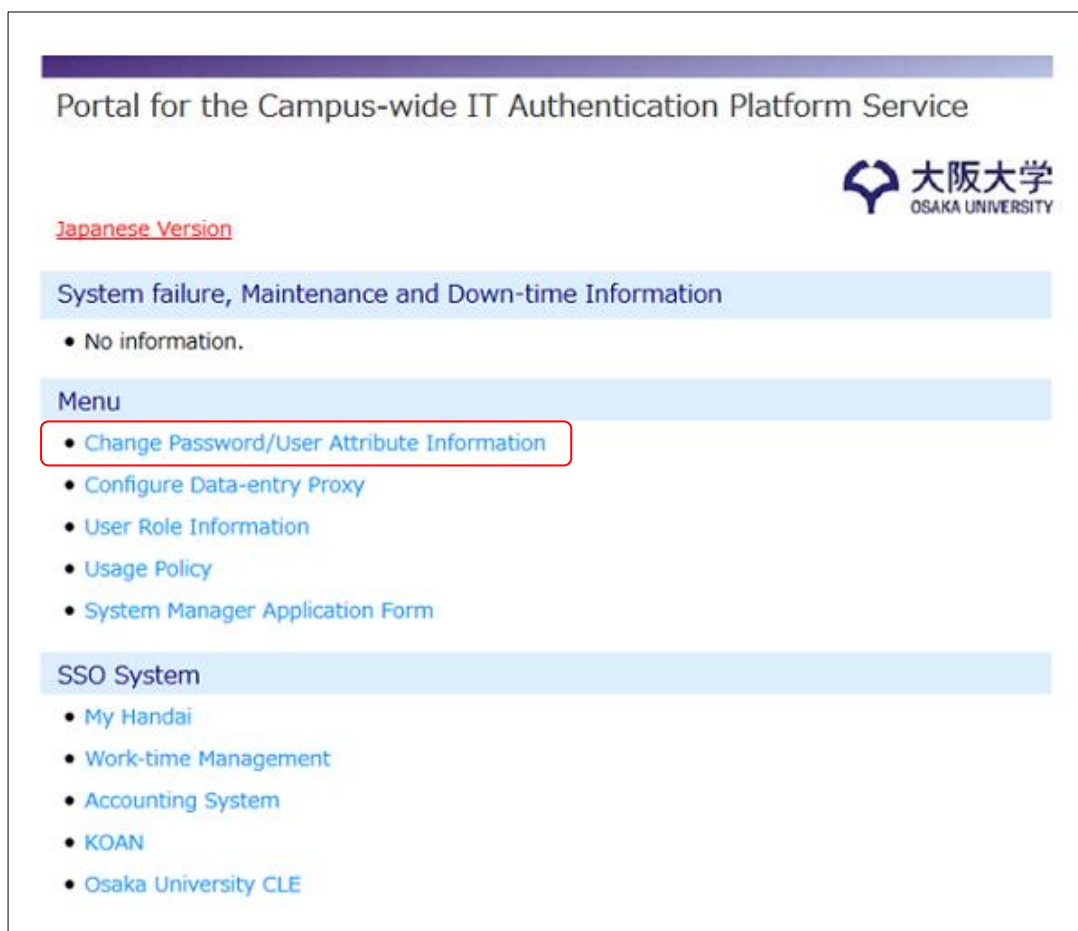 Portal for the Campus-wide IT Authentication Platform Service
大阪大学
OSAKA UNIVERSITY
Japanese Version
System failure, Maintenance and Down-time Information
• No information.
Menu
• Change Password/User Attribute Information
• Configure Data-entry Proxy
• User Role Information
• Usage Policy
• System Manager Application Form
SSO System
• My Handai
• Work-time Management
• Accounting System
• KOAN
• Osaka University CLE